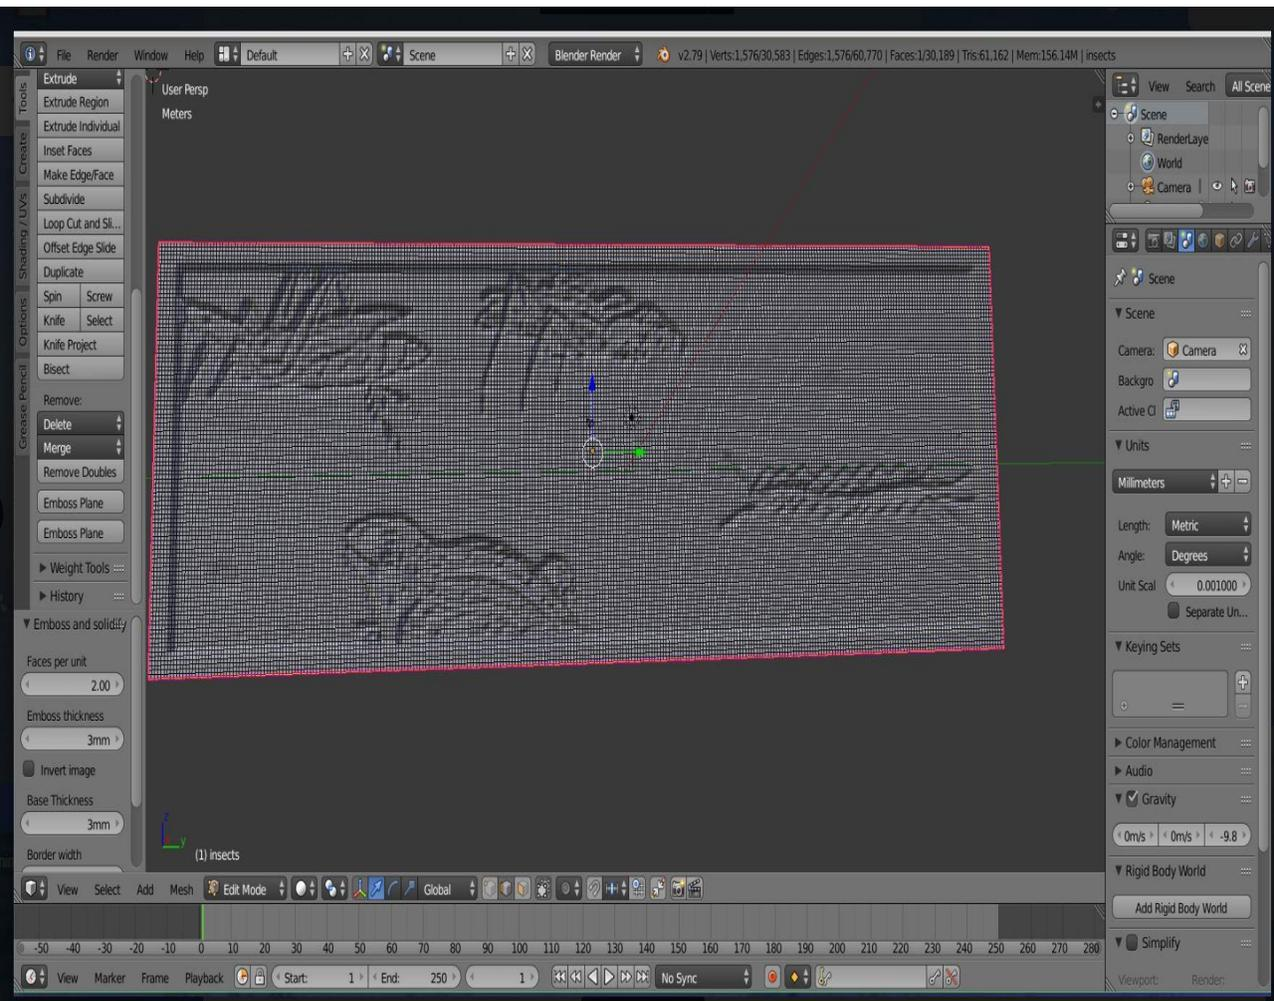 File Render Window Help Default Scene Blender Render v2.79 | Verts:1,576/30,583 | Edges:1,576/60,770 | Faces:1/30,189 | Tris:61,162 | Mem:156.14M | insects
Tools
Create
Shading / UVs
Options
Grease Pencil
Extrude
Extrude Region
Extrude Individual
Inset Faces
Make Edge/Face
Subdivide
Loop Cut and Sli...
Offset Edge Slide
Duplicate
Spin Screw
Knife Select
Knife Project
Bisect
Remove:
Delete
Merge
Remove Doubles
Emboss Plane
Emboss Plane
Weight Tools
History
Emboss and solidify
Faces per unit
2.00
Emboss thickness
3mm
Invert image
Base Thickness
3mm
Border width
User Persp
Meters
z
y
(1) insects
View Search All Scene
Scene
RenderLaye
World
Camera
Scene
Scene
Camera: Camera
Backgro
Active Cl
Units
Millimeters
Length: Metric
Angle: Degrees
Unit Scal 0.001000
Separate Un...
Keying Sets
Color Management
Audio
Gravity
0m/s 0m/s -9.8
Rigid Body World
Add Rigid Body World
Simplify
Viewport: Render:
View Select Add Mesh Edit Mode Global
-50 -40 -30 -20 -10 0 10 20 30 40 50 60 70 80 90 100 110 120 130 140 150 160 170 180 190 200 210 220 230 240 250 260 270 280
View Marker Frame Playback Start: 1 End: 250 1 No Sync